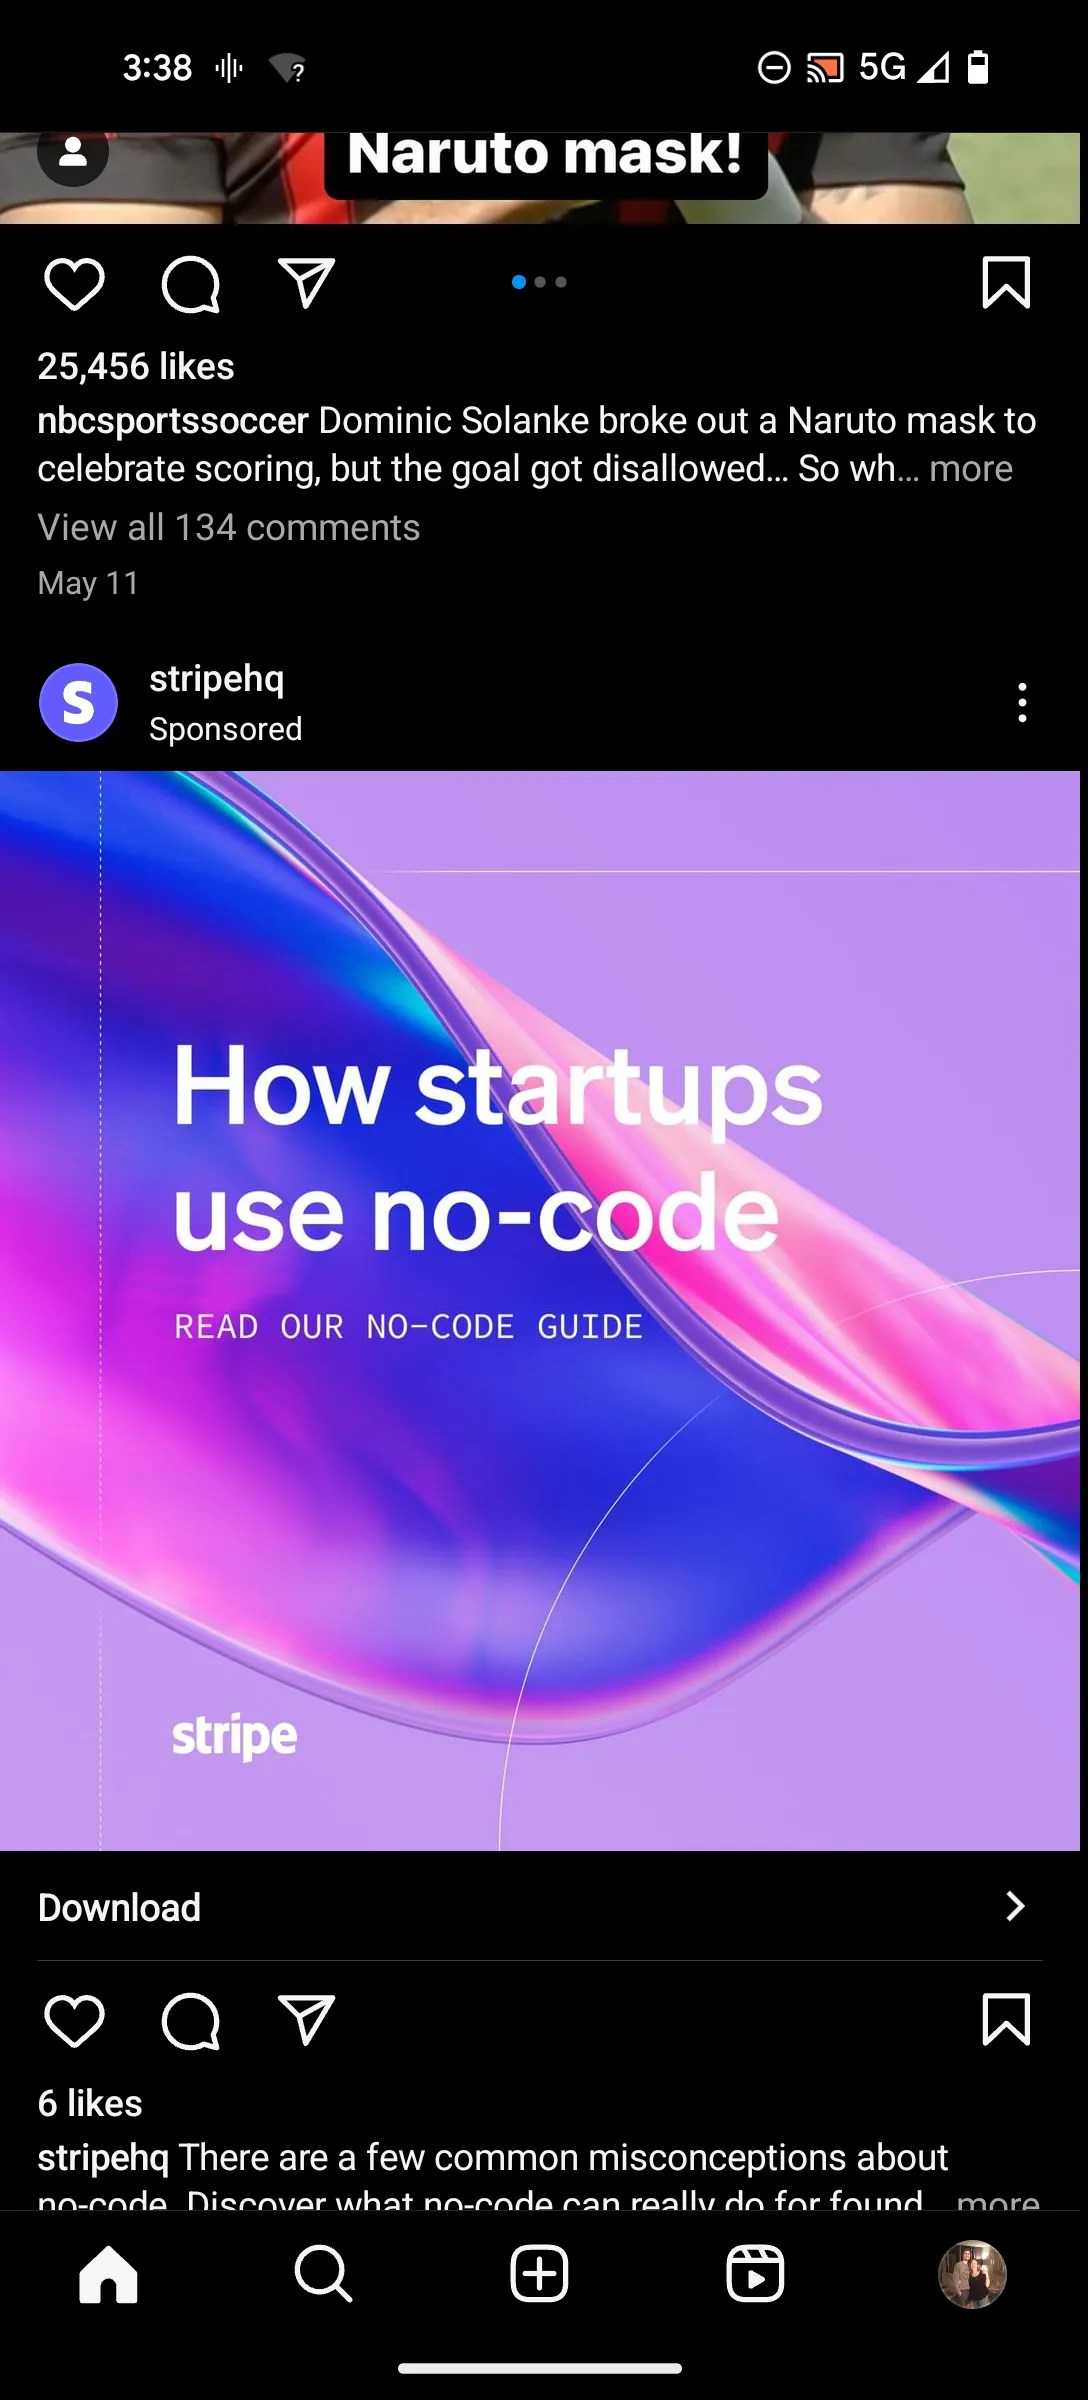 3:38
5G
Naruto mask!
25,456 likes
nbcsportssoccer Dominic Solanke broke out a Naruto mask to
celebrate scoring, but the goal got disallowed... So wh... more
View all 134 comments
May 11
S
stripehq
Sponsored
How startups
use no-code
READ OUR NO-CODE GUIDE
stripe
Download
6 likes
stripehq There are a few common misconceptions about
no-code. Discover what no-code can really do for found... more